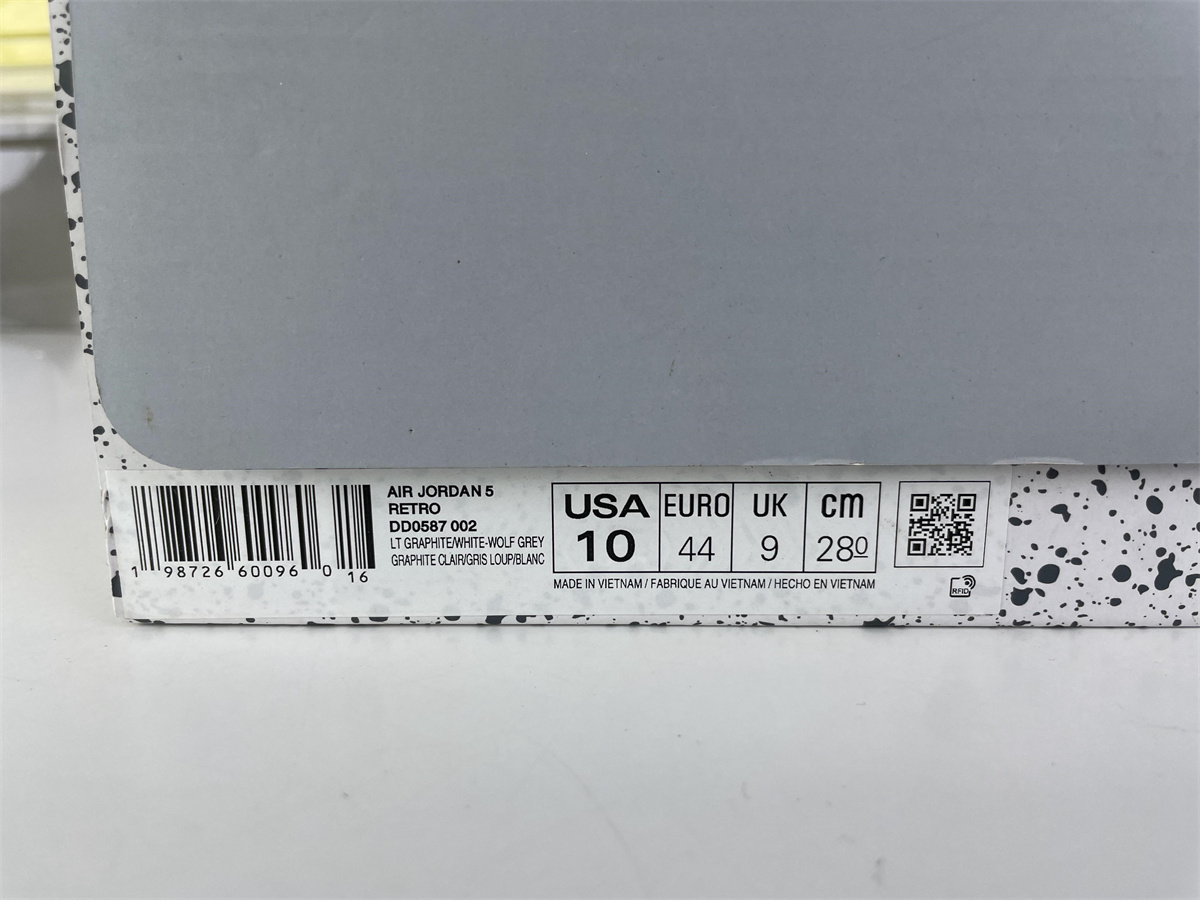 1 98726 60096 0 16
AIR JORDAN 5
RETRO
DD0587 002
LT GRAPHITE/WHITE-WOLF GREY
GRAPHITE CLAIR/GRIS LOUP/BLANC
USA EURO UK cm
10 44 9 280
MADE IN VIETNAM / FABRIQUE AU VIETNAM / HECHO EN VIETNAM
RFID